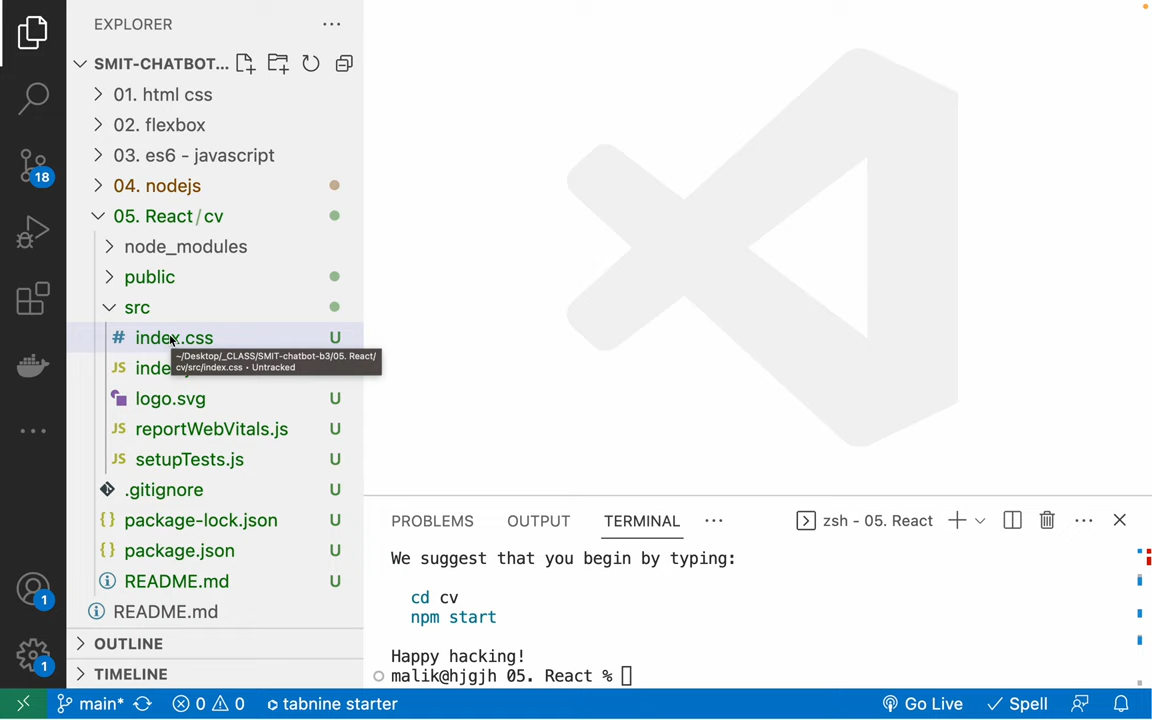 EXPLORER
SMIT-CHATBOT...
01. html css
02. flexbox
03. es6 - javascript
04. nodejs
05. React / cv
node_modules
public
src
# index.css U
~/Desktop/_CLASS/SMIT-chatbot-b3/05. React/
cv/src/index.css • Untracked
JS
logo.svg U
JS reportWebVitals.js U
JS setupTests.js U
.gitignore U
{} package-lock.json U
{} package.json U
README.md U
README.md
OUTLINE
TIMELINE
18
1
1
PROBLEMS OUTPUT TERMINAL ... zsh - 05. React
We suggest that you begin by typing:
cd cv
npm start
Happy hacking!
malik@hjgjh 05. React %
main* 0 0 tabnine starter Go Live Spell